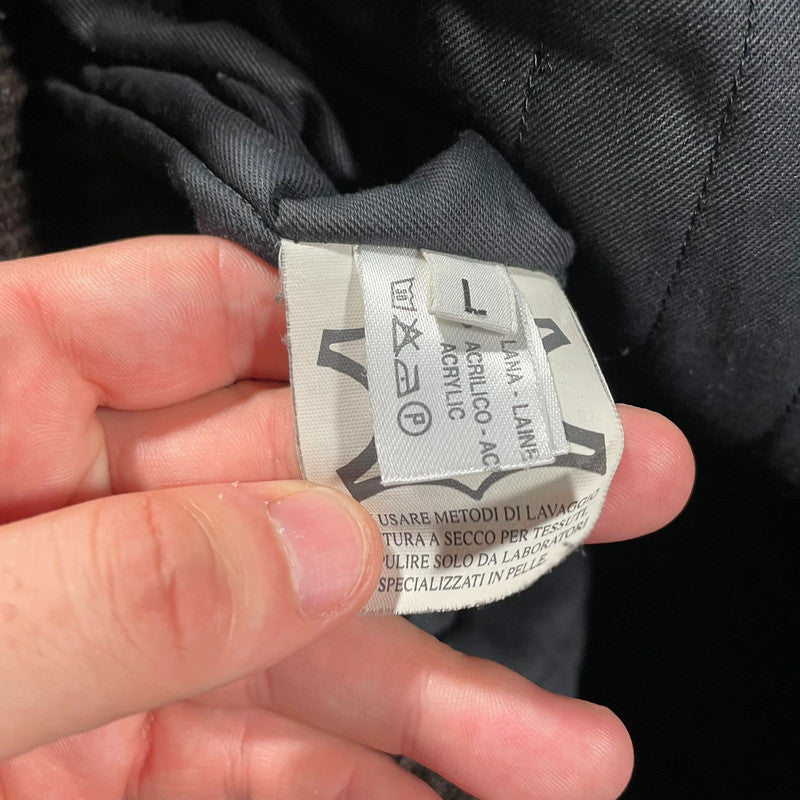 L
30
P
LANA - LAINE
ACRILICO - AC
ACRYLIC
USARE METODI DI LAVAGGIO
TURA A SECCO PER TESSUTI,
PULIRE SOLO DA LABORATORI
SPECIALIZZATI IN PELLE